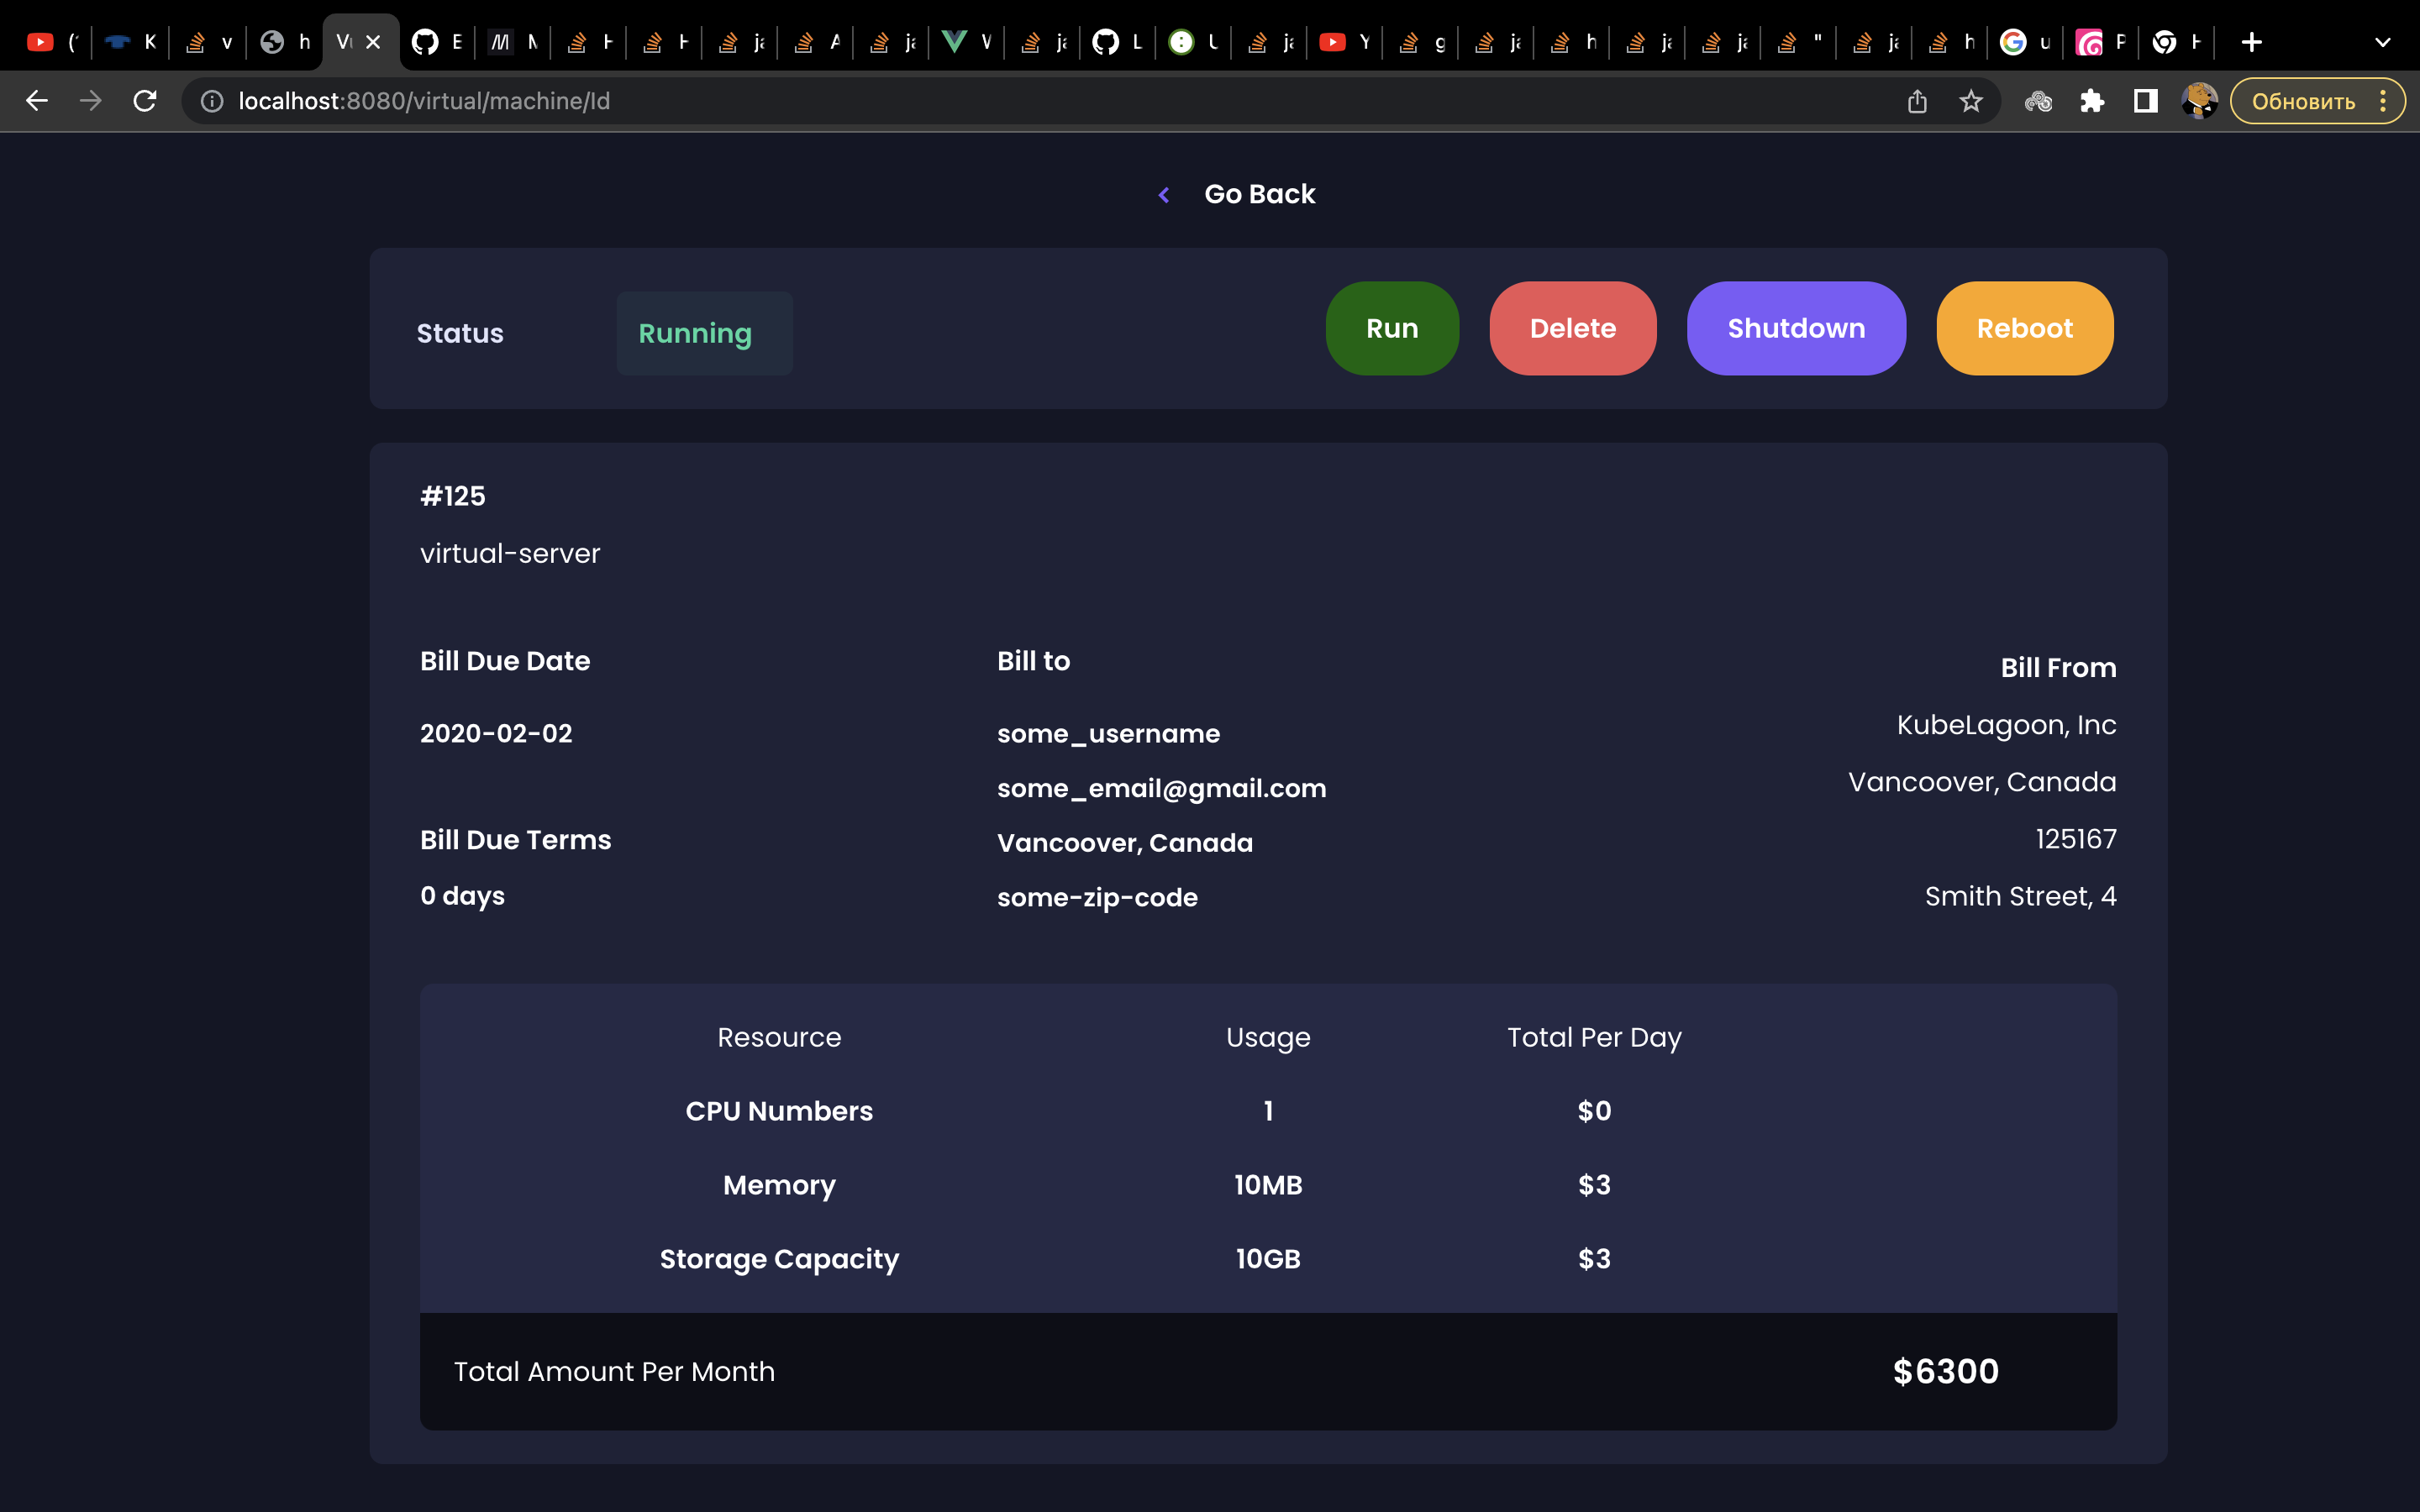 localhost:8080/virtual/machine/Id
Обновить
Go Back
Status
Running
Run
Delete
Shutdown
Reboot
#125
virtual-server
Bill Due Date
2020-02-02
Bill Due Terms
0 days
Bill to
some_username
some_email@gmail.com
Vancoover, Canada
some-zip-code
Bill From
KubeLagoon, Inc
Vancoover, Canada
125167
Smith Street, 4
Resource Usage Total Per Day
CPU Numbers 1 $0
Memory 10MB $3
Storage Capacity 10GB $3
Total Amount Per Month $6300